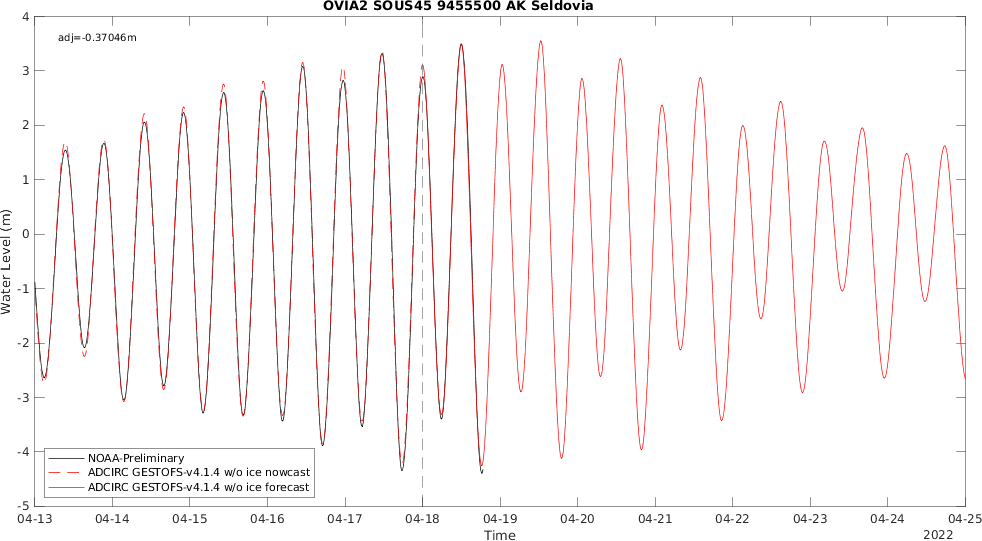 OVIA2 SOUS45 9455500 AK Seldovia
adj=-0.37046m
4
3
2
1
0
-1
-2
-3
-4
-5
Water Level (m)
NOAA-Preliminary
ADCIRC GESTOFS-v4.1.4 w/o ice nowcast
ADCIRC GESTOFS-v4.1.4 w/o ice forecast
04-13 04-14 04-15 04-16 04-17 04-18 04-19 04-20 04-21 04-22 04-23 04-24 04-25
Time
2022